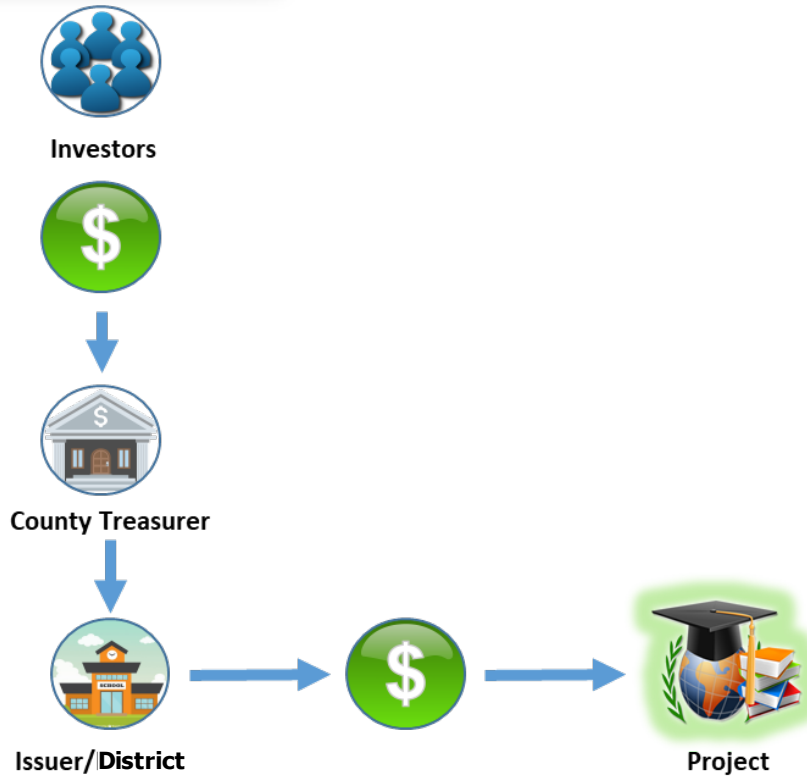 Investors
$
$
County Treasurer
SCHOOL
$
Issuer/District
Project